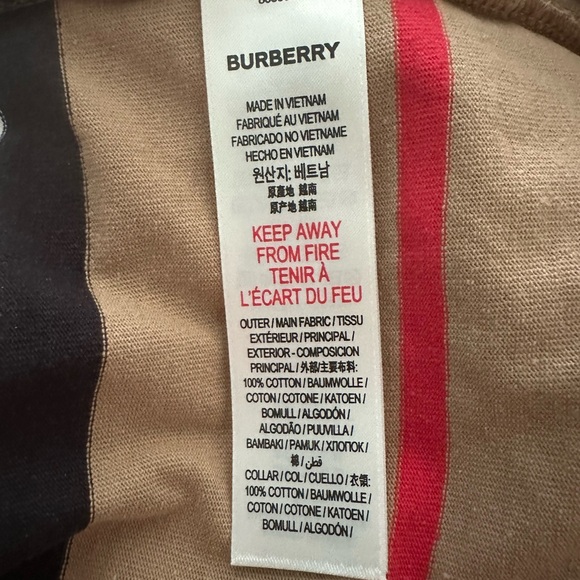 BURBERRY
MADE IN VIETNAM
FABRIQUÉ AU VIETNAM
FABRICADO NO VIETNAME
HECHO EN VIETNAM
원산지: 베트남
原產地 越南
原产地 越南
KEEP AWAY
FROM FIRE
TENIR À
L'ÉCART DU FEU
OUTER / MAIN FABRIC / TISSU
EXTÉRIEUR / PRINCIPAL /
EXTERIOR - COMPOSICION
PRINCIPAL / 外部/主要布料:
100% COTTON / BAUMWOLLE /
COTON / COTONE / KATOEN /
BOMULL / ALGODÓN /
ALGODÃO / PUUVILLA /
BAMBAKI / PAMUK / ХЛОПОК /
棉 / قطن /
COLLAR / COL / CUELLO / 衣領:
100% COTTON / BAUMWOLLE /
COTON / COTONE / KATOEN /
BOMULL / ALGODÓN /